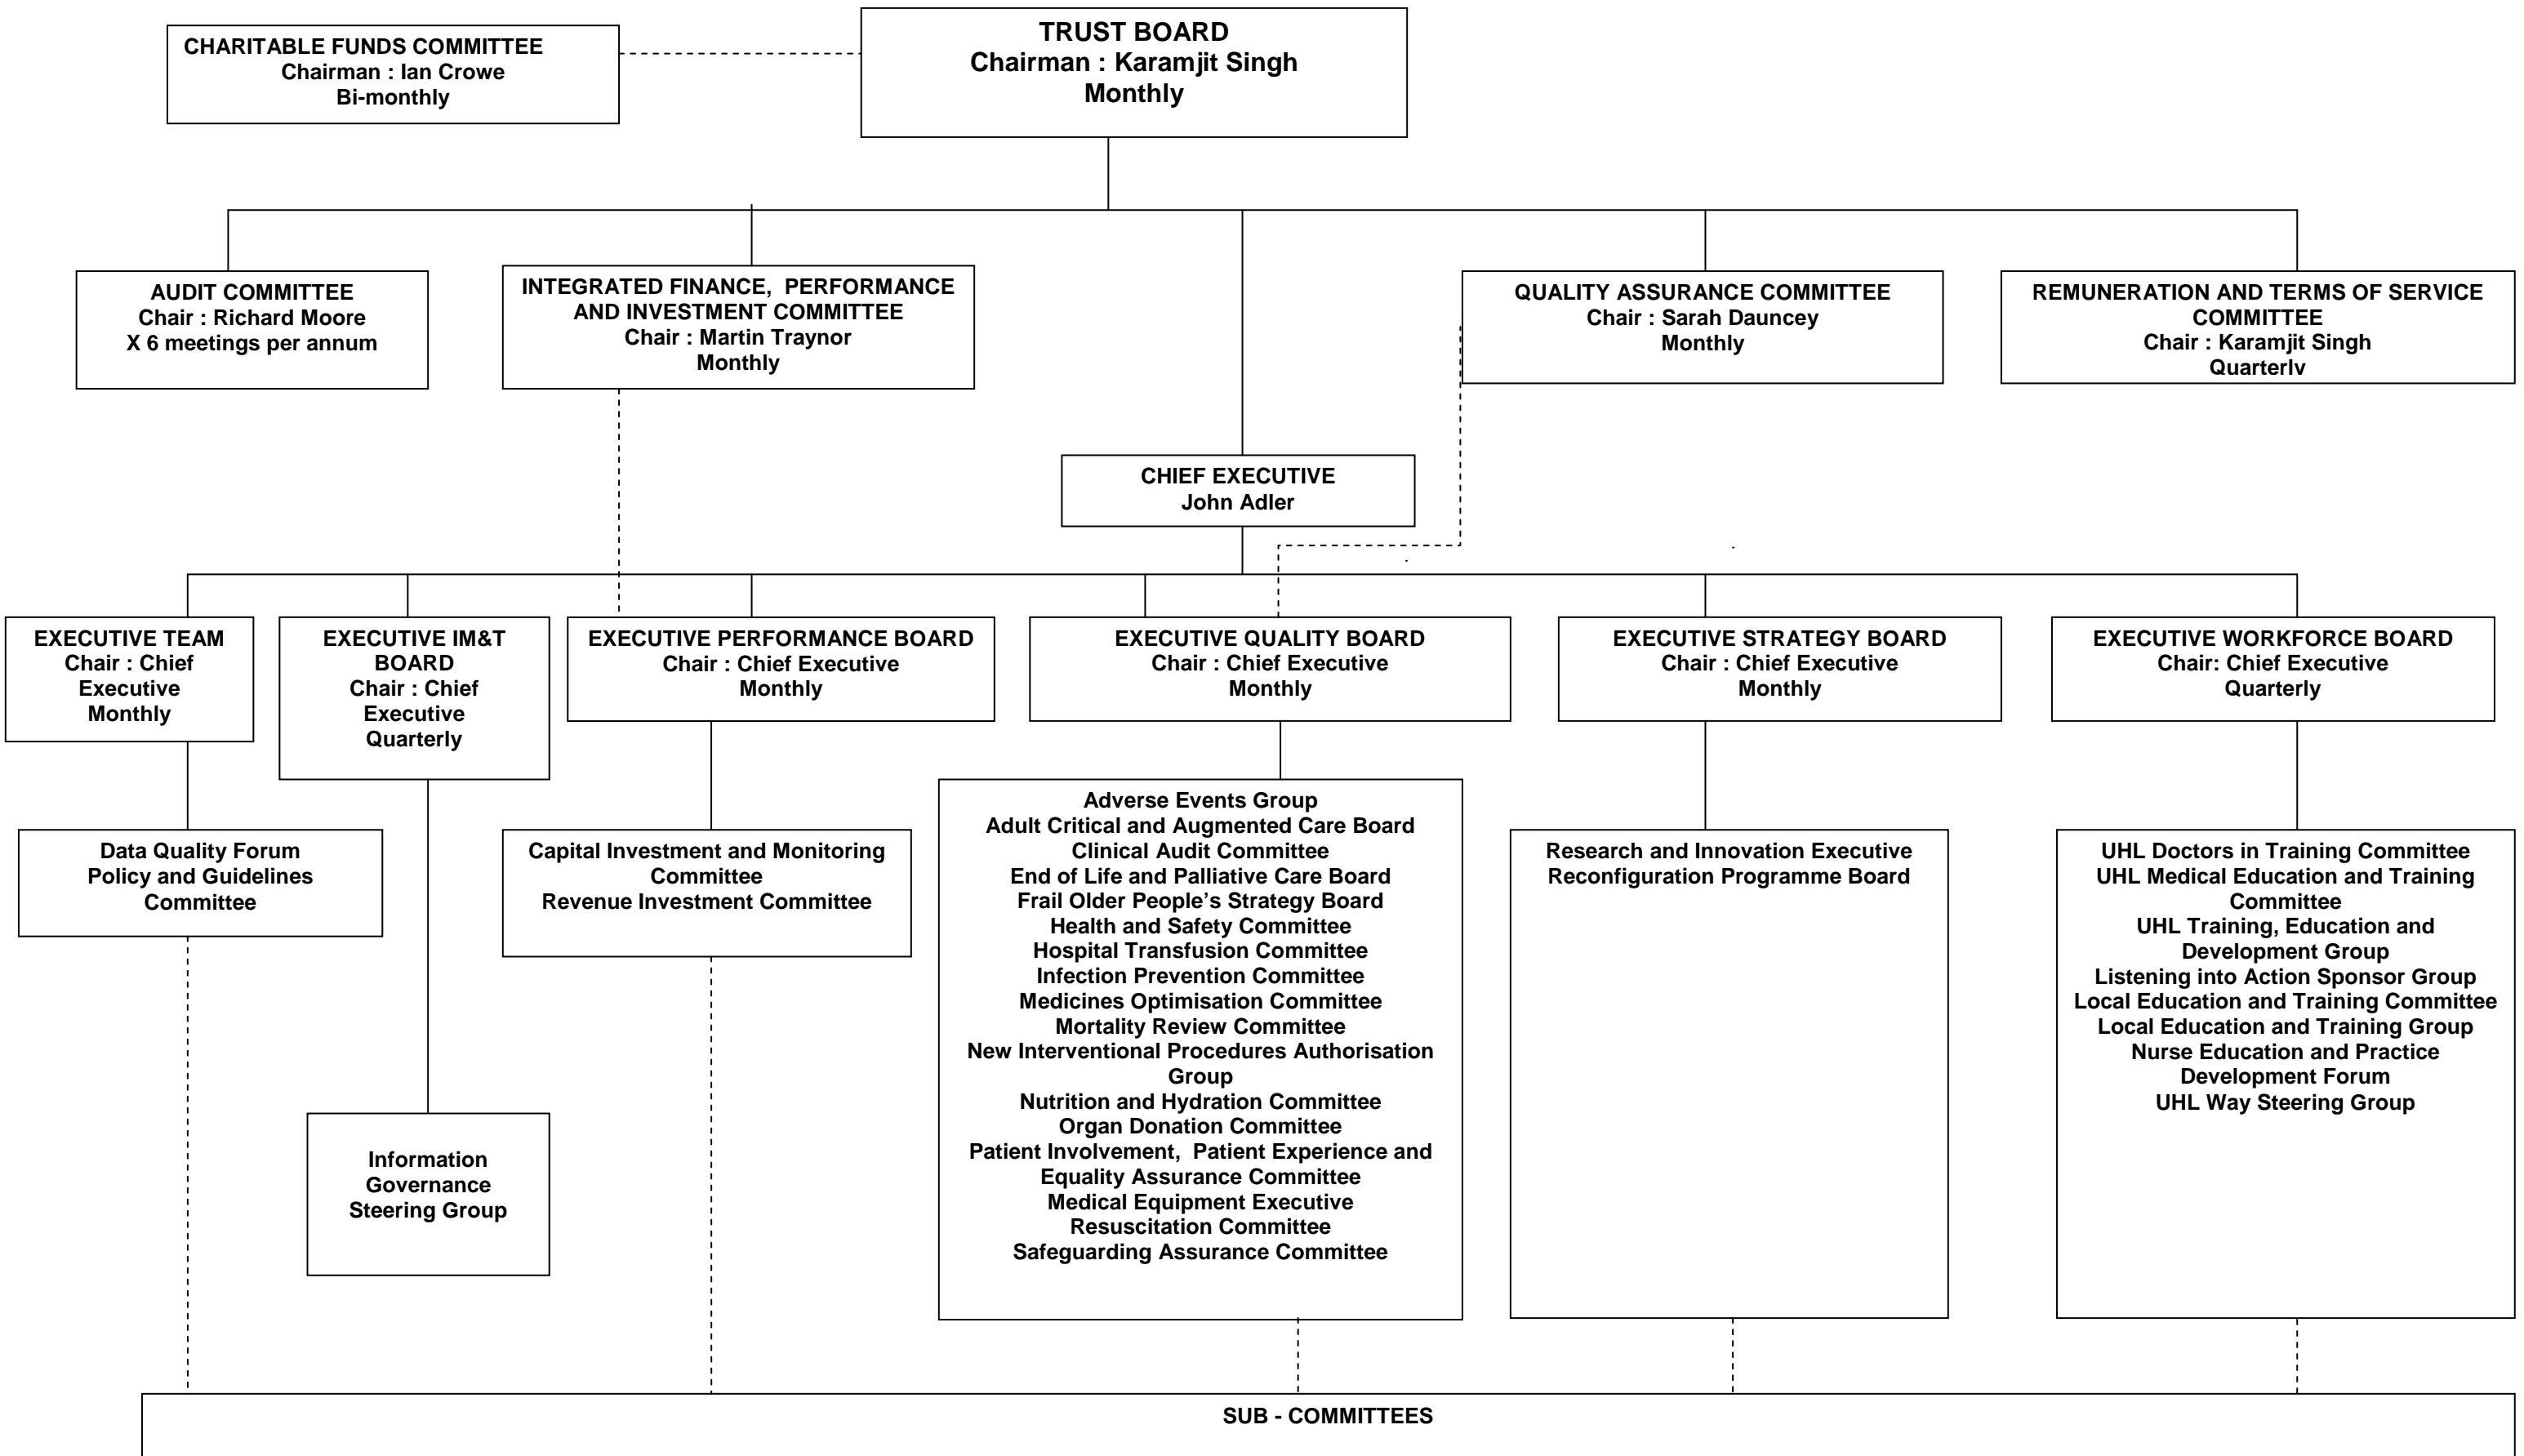 CHARITABLE FUNDS COMMITTEE
Chairman : Ian Crowe
Bi-monthly
TRUST BOARD
Chairman : Karamjit Singh
Monthly
AUDIT COMMITTEE
Chair : Richard Moore
X 6 meetings per annum
INTEGRATED FINANCE, PERFORMANCE
AND INVESTMENT COMMITTEE
Chair : Martin Traynor
Monthly
QUALITY ASSURANCE COMMITTEE
Chair : Sarah Dauncey
Monthly
REMUNERATION AND TERMS OF SERVICE
COMMITTEE
Chair : Karamjit Singh
Quarterly
CHIEF EXECUTIVE
John Adler
EXECUTIVE TEAM
Chair : Chief
Executive
Monthly
EXECUTIVE IM&T
BOARD
Chair : Chief
Executive
Quarterly
EXECUTIVE PERFORMANCE BOARD
Chair : Chief Executive
Monthly
EXECUTIVE QUALITY BOARD
Chair : Chief Executive
Monthly
EXECUTIVE STRATEGY BOARD
Chair : Chief Executive
Monthly
EXECUTIVE WORKFORCE BOARD
Chair: Chief Executive
Quarterly
Data Quality Forum
Policy and Guidelines
Committee
Information
Governance
Steering Group
Capital Investment and Monitoring
Committee
Revenue Investment Committee
Adverse Events Group
Adult Critical and Augmented Care Board
Clinical Audit Committee
End of Life and Palliative Care Board
Frail Older People's Strategy Board
Health and Safety Committee
Hospital Transfusion Committee
Infection Prevention Committee
Medicines Optimisation Committee
Mortality Review Committee
New Interventional Procedures Authorisation
Group
Nutrition and Hydration Committee
Organ Donation Committee
Patient Involvement, Patient Experience and
Equality Assurance Committee
Medical Equipment Executive
Resuscitation Committee
Safeguarding Assurance Committee
Research and Innovation Executive
Reconfiguration Programme Board
UHL Doctors in Training Committee
UHL Medical Education and Training
Committee
UHL Training, Education and
Development Group
Listening into Action Sponsor Group
Local Education and Training Committee
Local Education and Training Group
Nurse Education and Practice
Development Forum
UHL Way Steering Group
SUB - COMMITTEES